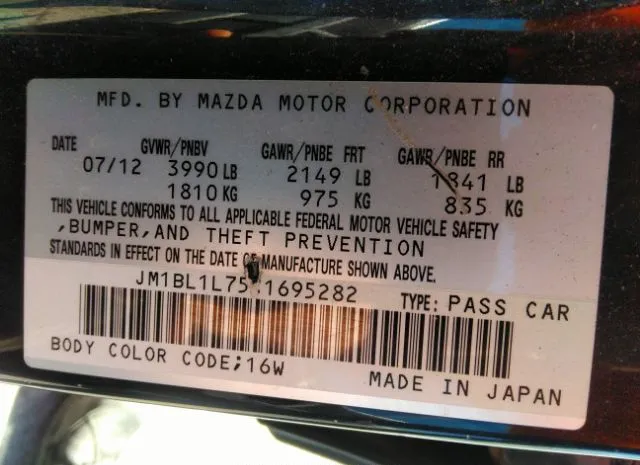 MFD. BY MAZDA MOTOR CORPORATION
DATE GVWR/PNBV GAWR/PNBE FRT GAWR/PNBE RR
07/12 3990 LB 2149 LB 1841 LB
1810 KG 975 KG 835 KG
THIS VEHICLE CONFORMS TO ALL APPLICABLE FEDERAL MOTOR VEHICLE SAFETY
,BUMPER,AND THEFT PREVENTION
STANDARDS IN EFFECT ON THE DATE OF MANUFACTURE SHOWN ABOVE.
JM1BL1L75 1695282 TYPE: PASS CAR
BODY COLOR CODE;16W
MADE IN JAPAN